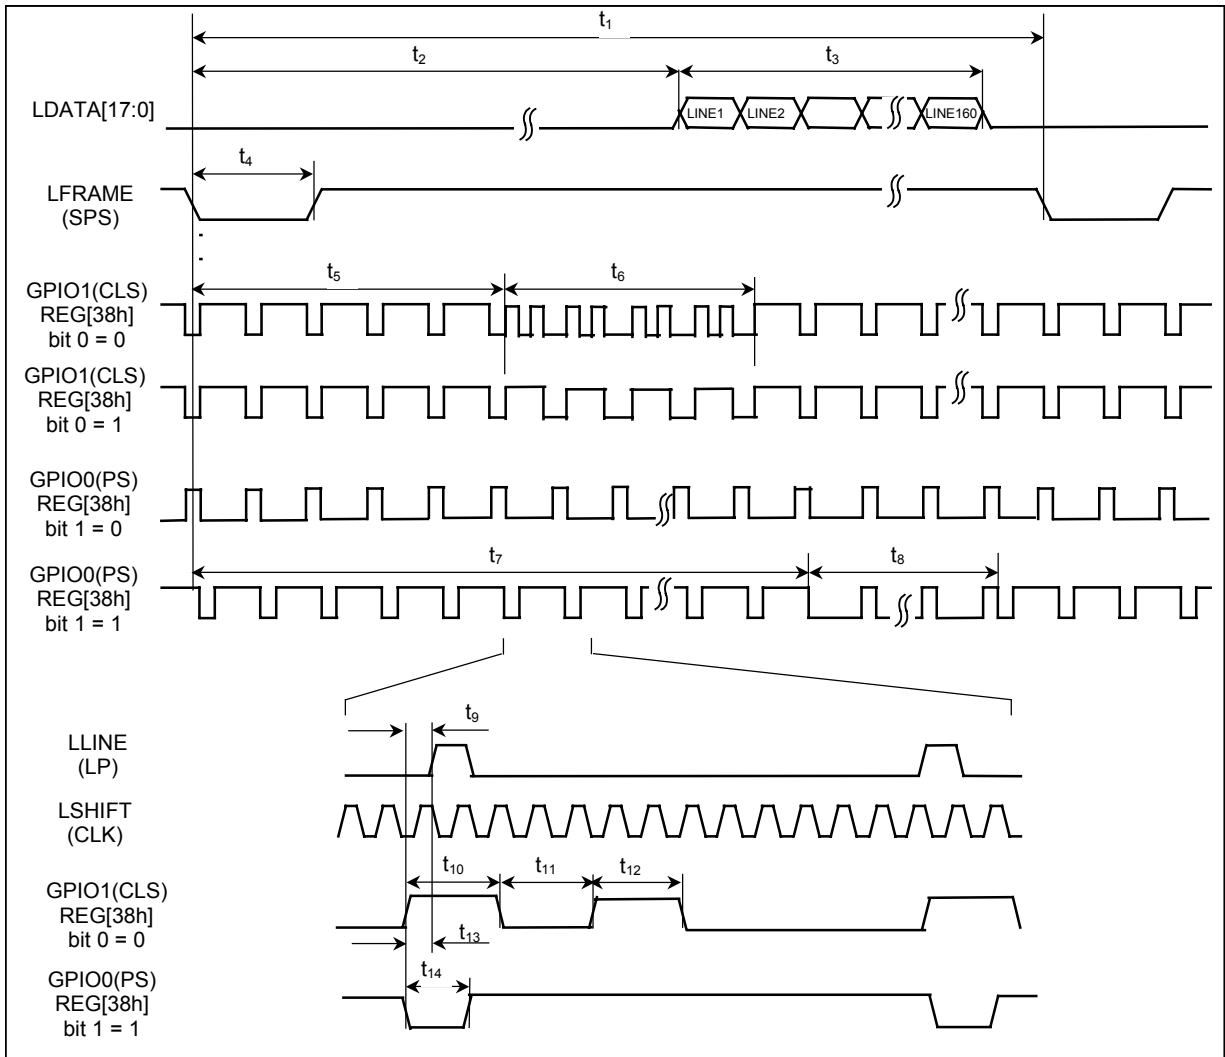 t1
t2
t3
LDATA[17:0]
LINE1
LINE2
LINE160
t4
LFRAME
(SPS)
t5
t6
GPIO1(CLS)
REG[38h]
bit 0 = 0
GPIO1(CLS)
REG[38h]
bit 0 = 1
GPIO0(PS)
REG[38h]
bit 1 = 0
t7
t8
GPIO0(PS)
REG[38h]
bit 1 = 1
t9
LLINE
(LP)
LSHIFT
(CLK)
t10
t11
t12
GPIO1(CLS)
REG[38h]
bit 0 = 0
t13
t14
GPIO0(PS)
REG[38h]
bit 1 = 1